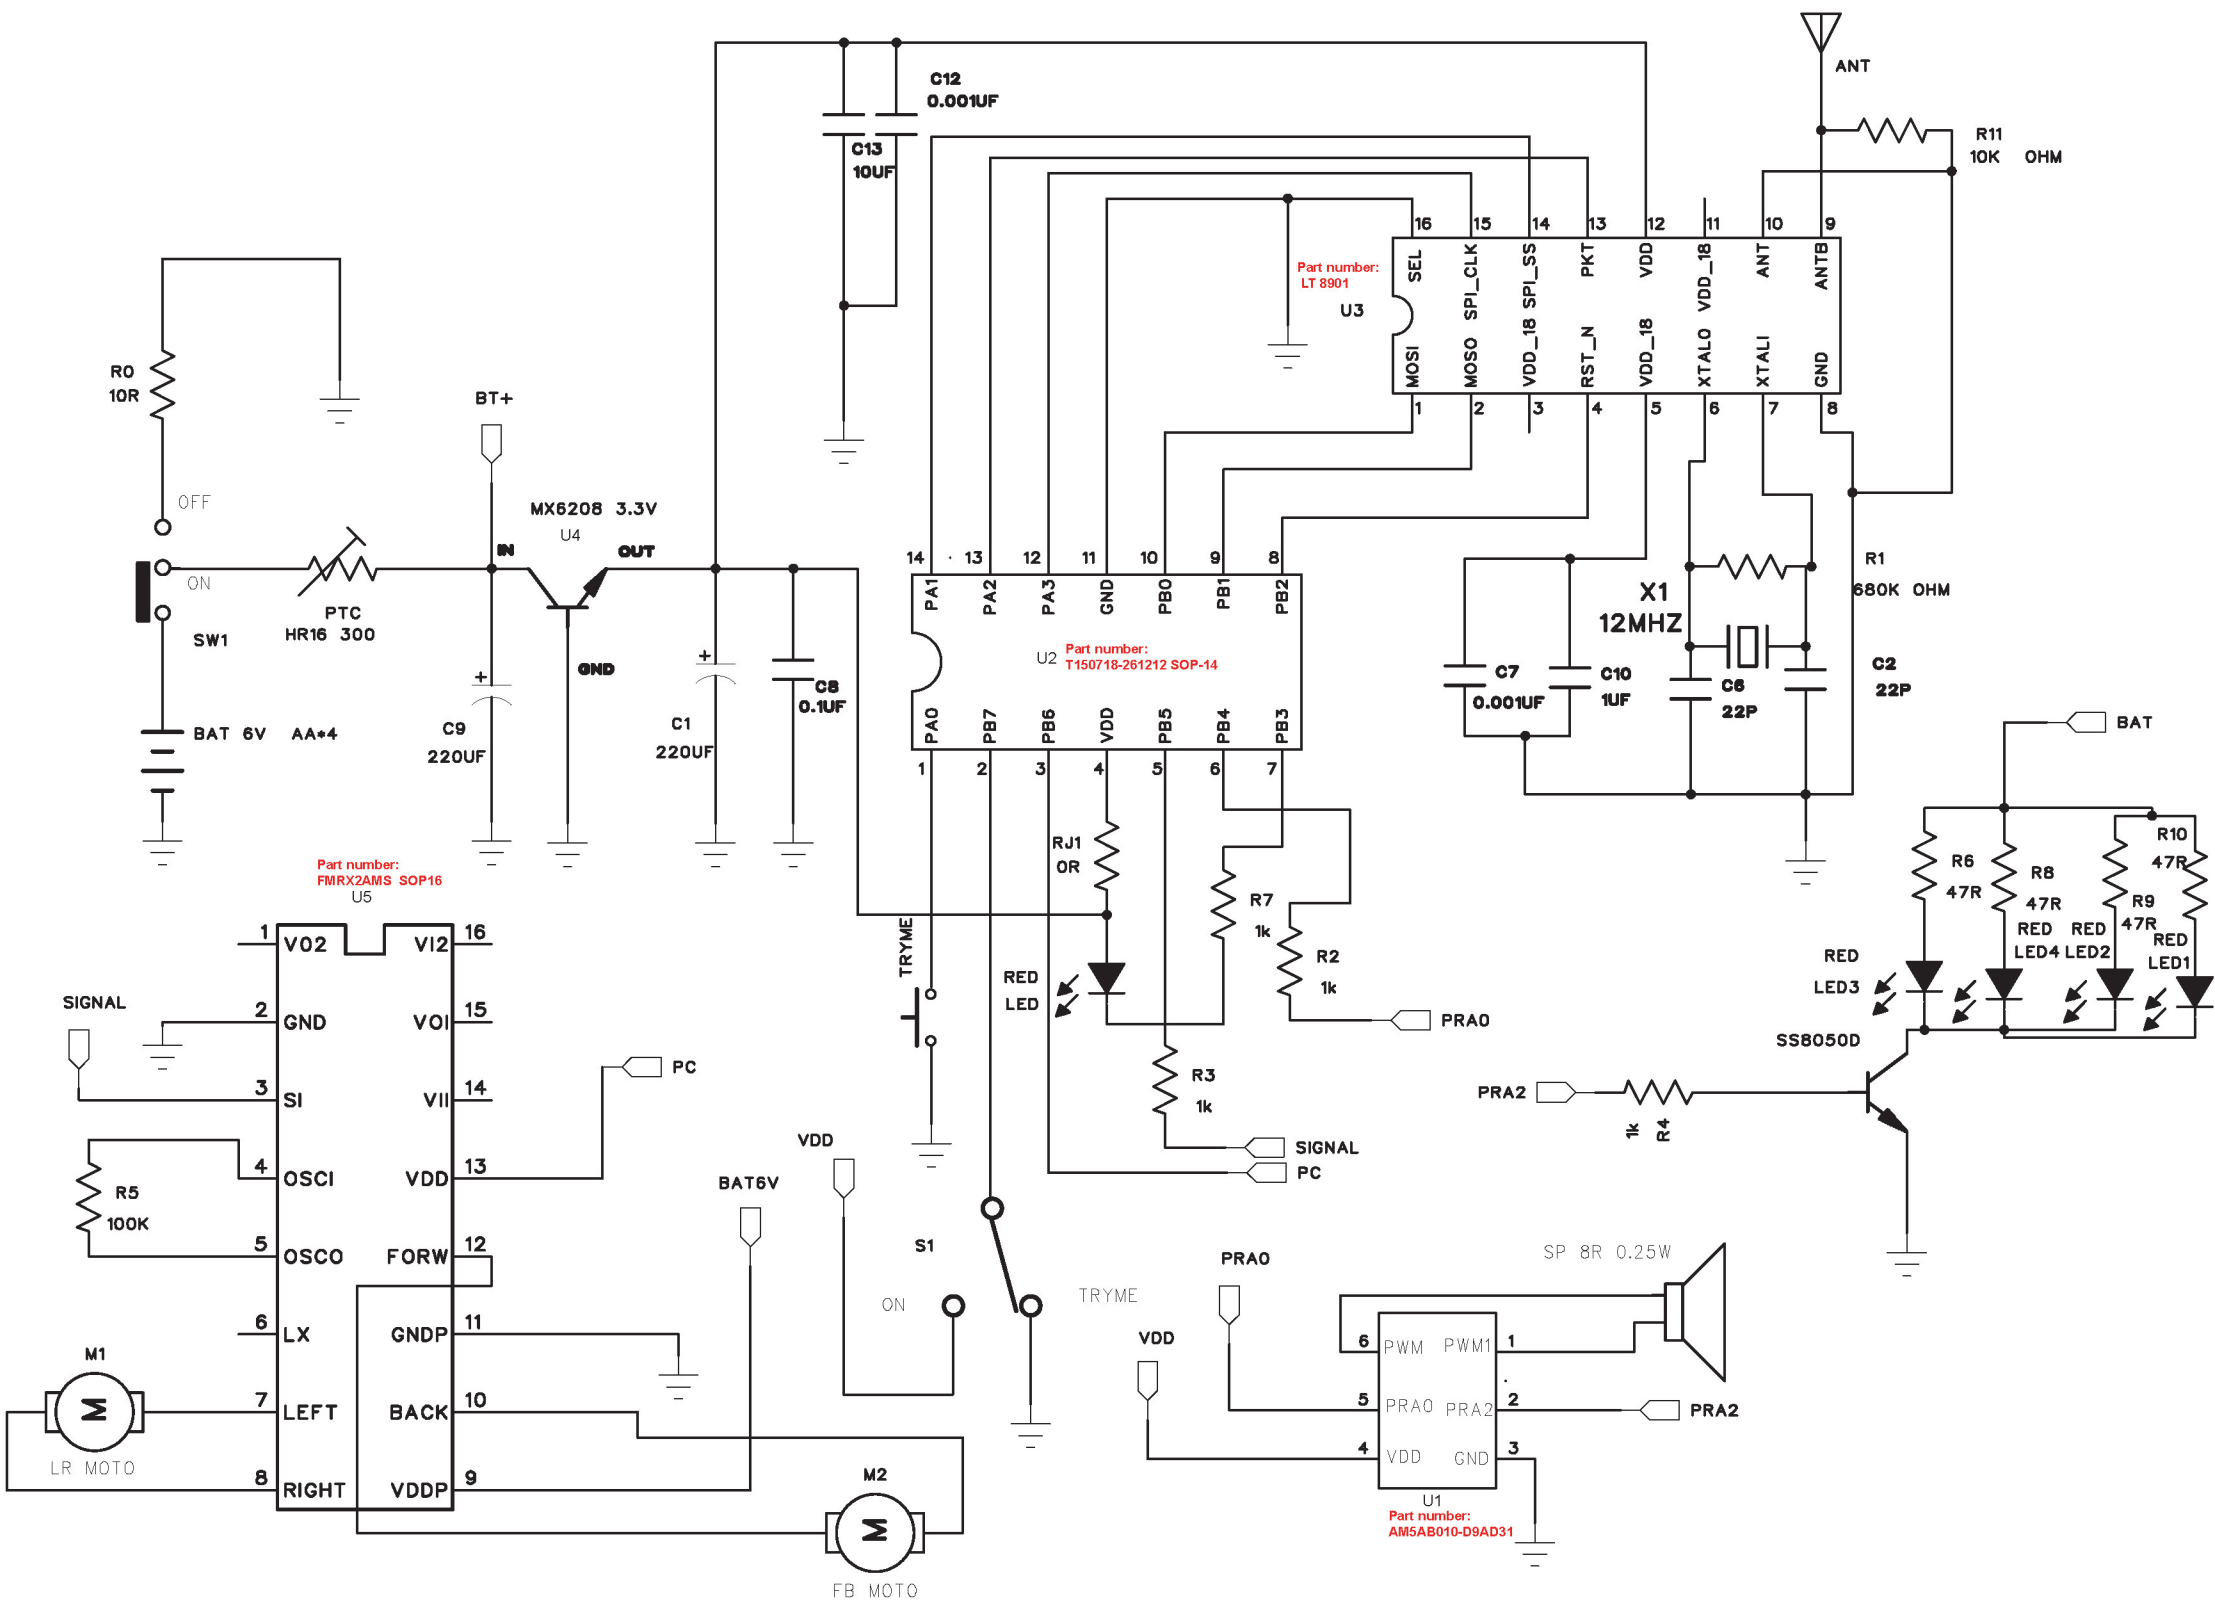 ANT
R11
10K OHM
C12
0.001UF
C13
10UF
16 15 14 13 12 11 10 9
SEL SPI_CLK SPI_SS PKT VDD VDD_18 ANT ANTB
Part number:
LT 8901
U3
MOSI MOSO VDD_18 RST_N VDD_18 XTALO XTALI GND
1 2 3 4 5 6 7 8
R0
10R
OFF
ON
SW1
BAT 6V AA*4
PTC
HR16 300
BT+
MX6208 3.3V
U4
IN
OUT
GND
C9
220UF
C1
220UF
C8
0.1UF
14 13 12 11 10 9 8
PA1 PA2 PA3 GND PB0 PB1 PB2
U2
Part number:
T150718-261212 SOP-14
PA0 PB7 PB6 VDD PB5 PB4 PB3
1 2 3 4 5 6 7
R1
680K OHM
X1
12MHZ
C7
0.001UF
C10
1UF
C6
22P
C2
22P
BAT
R6
47R
R8
47R
R9
47R
R10
47R
RED
LED3
RED
LED4
RED
LED2
RED
LED1
SS8050D
PRA2
1k
R4
RJ1
0R
RED
LED
R7
1k
R2
1k
PRA0
R3
1k
SIGNAL
PC
TRYME
VDD
S1
ON
TRYME
Part number:
FMRX2AMS SOP16
U5
1 VO2 VI2 16
2 GND VOI 15
3 SI VII 14
4 OSCI VDD 13
5 OSCO FORW 12
6 LX GNDP 11
7 LEFT BACK 10
8 RIGHT VDDP 9
SIGNAL
R5
100K
PC
BAT6V
M1
M
LR MOTO
M2
M
FB MOTO
SP 8R 0.25W
PRA0
VDD
6 PWM PWM1 1
5 PRA0 PRA2 2
4 VDD GND 3
PRA2
U1
Part number:
AM5AB010-D9AD31